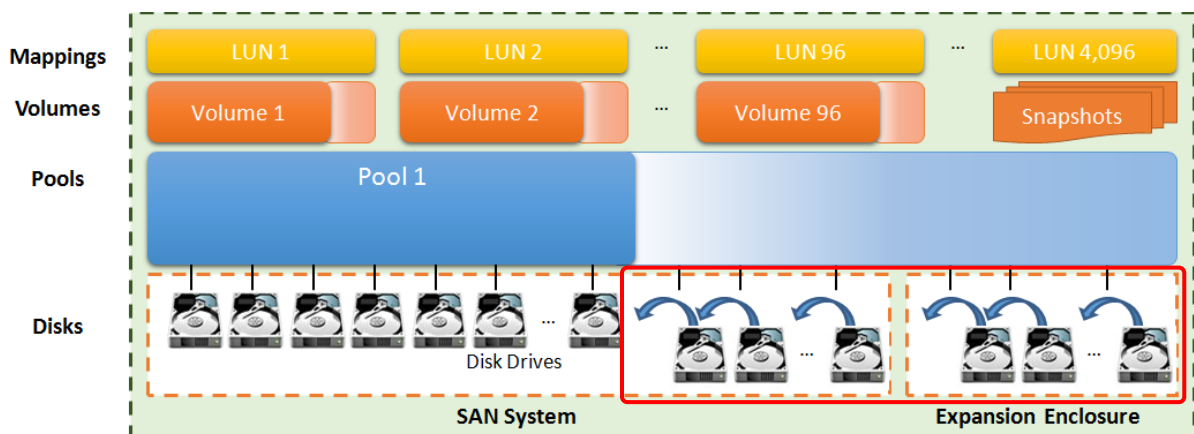 Mappings
LUN 1
LUN 2
...
LUN 96
...
LUN 4,096
Volumes
Volume 1
Volume 2
...
Volume 96
Snapshots
Pools
Pool 1
Disks
...
...
...
Disk Drives
SAN System
Expansion Enclosure